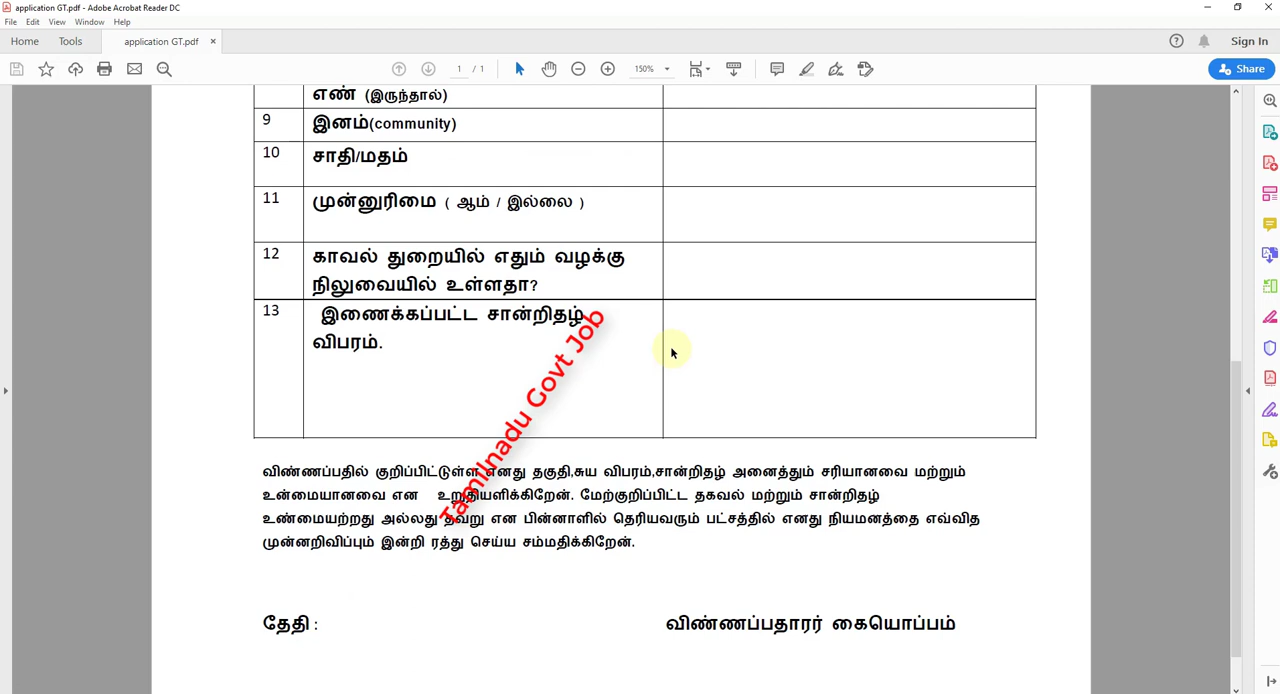 application GT.pdf - Adobe Acrobat Reader DC
File Edit View Window Help
Home Tools application GT.pdf × Sign In
1 / 1 150% Share
எண் (இருந்தால்)
9 இனம்(community)
10 சாதி/மதம்
11 முன்னுரிமை ( ஆம் / இல்லை )
12 காவல் துறையில் எதும் வழக்கு
நிலுவையில் உள்ளதா?
13 இணைக்கப்பட்ட சான்றிதழ்
விபரம்.
Tamilnadu Govt Job
விண்ணப்பதில் குறிப்பிட்டுள்ள எனது தகுதி,சுய விபரம்,சான்றிதழ் அனைத்தும் சரியானவை மற்றும்
உன்மையானவை என உறுதியளிக்கிறேன். மேற்குறிப்பிட்ட தகவல் மற்றும் சான்றிதழ்
உண்மையற்றது அல்லது தவறு என பின்னாளில் தெரியவரும் பட்சத்தில் எனது நியமனத்தை எவ்வித
முன்னறிவிப்பும் இன்றி ரத்து செய்ய சம்மதிக்கிறேன்.
தேதி : விண்ணப்பதாரர் கையொப்பம்